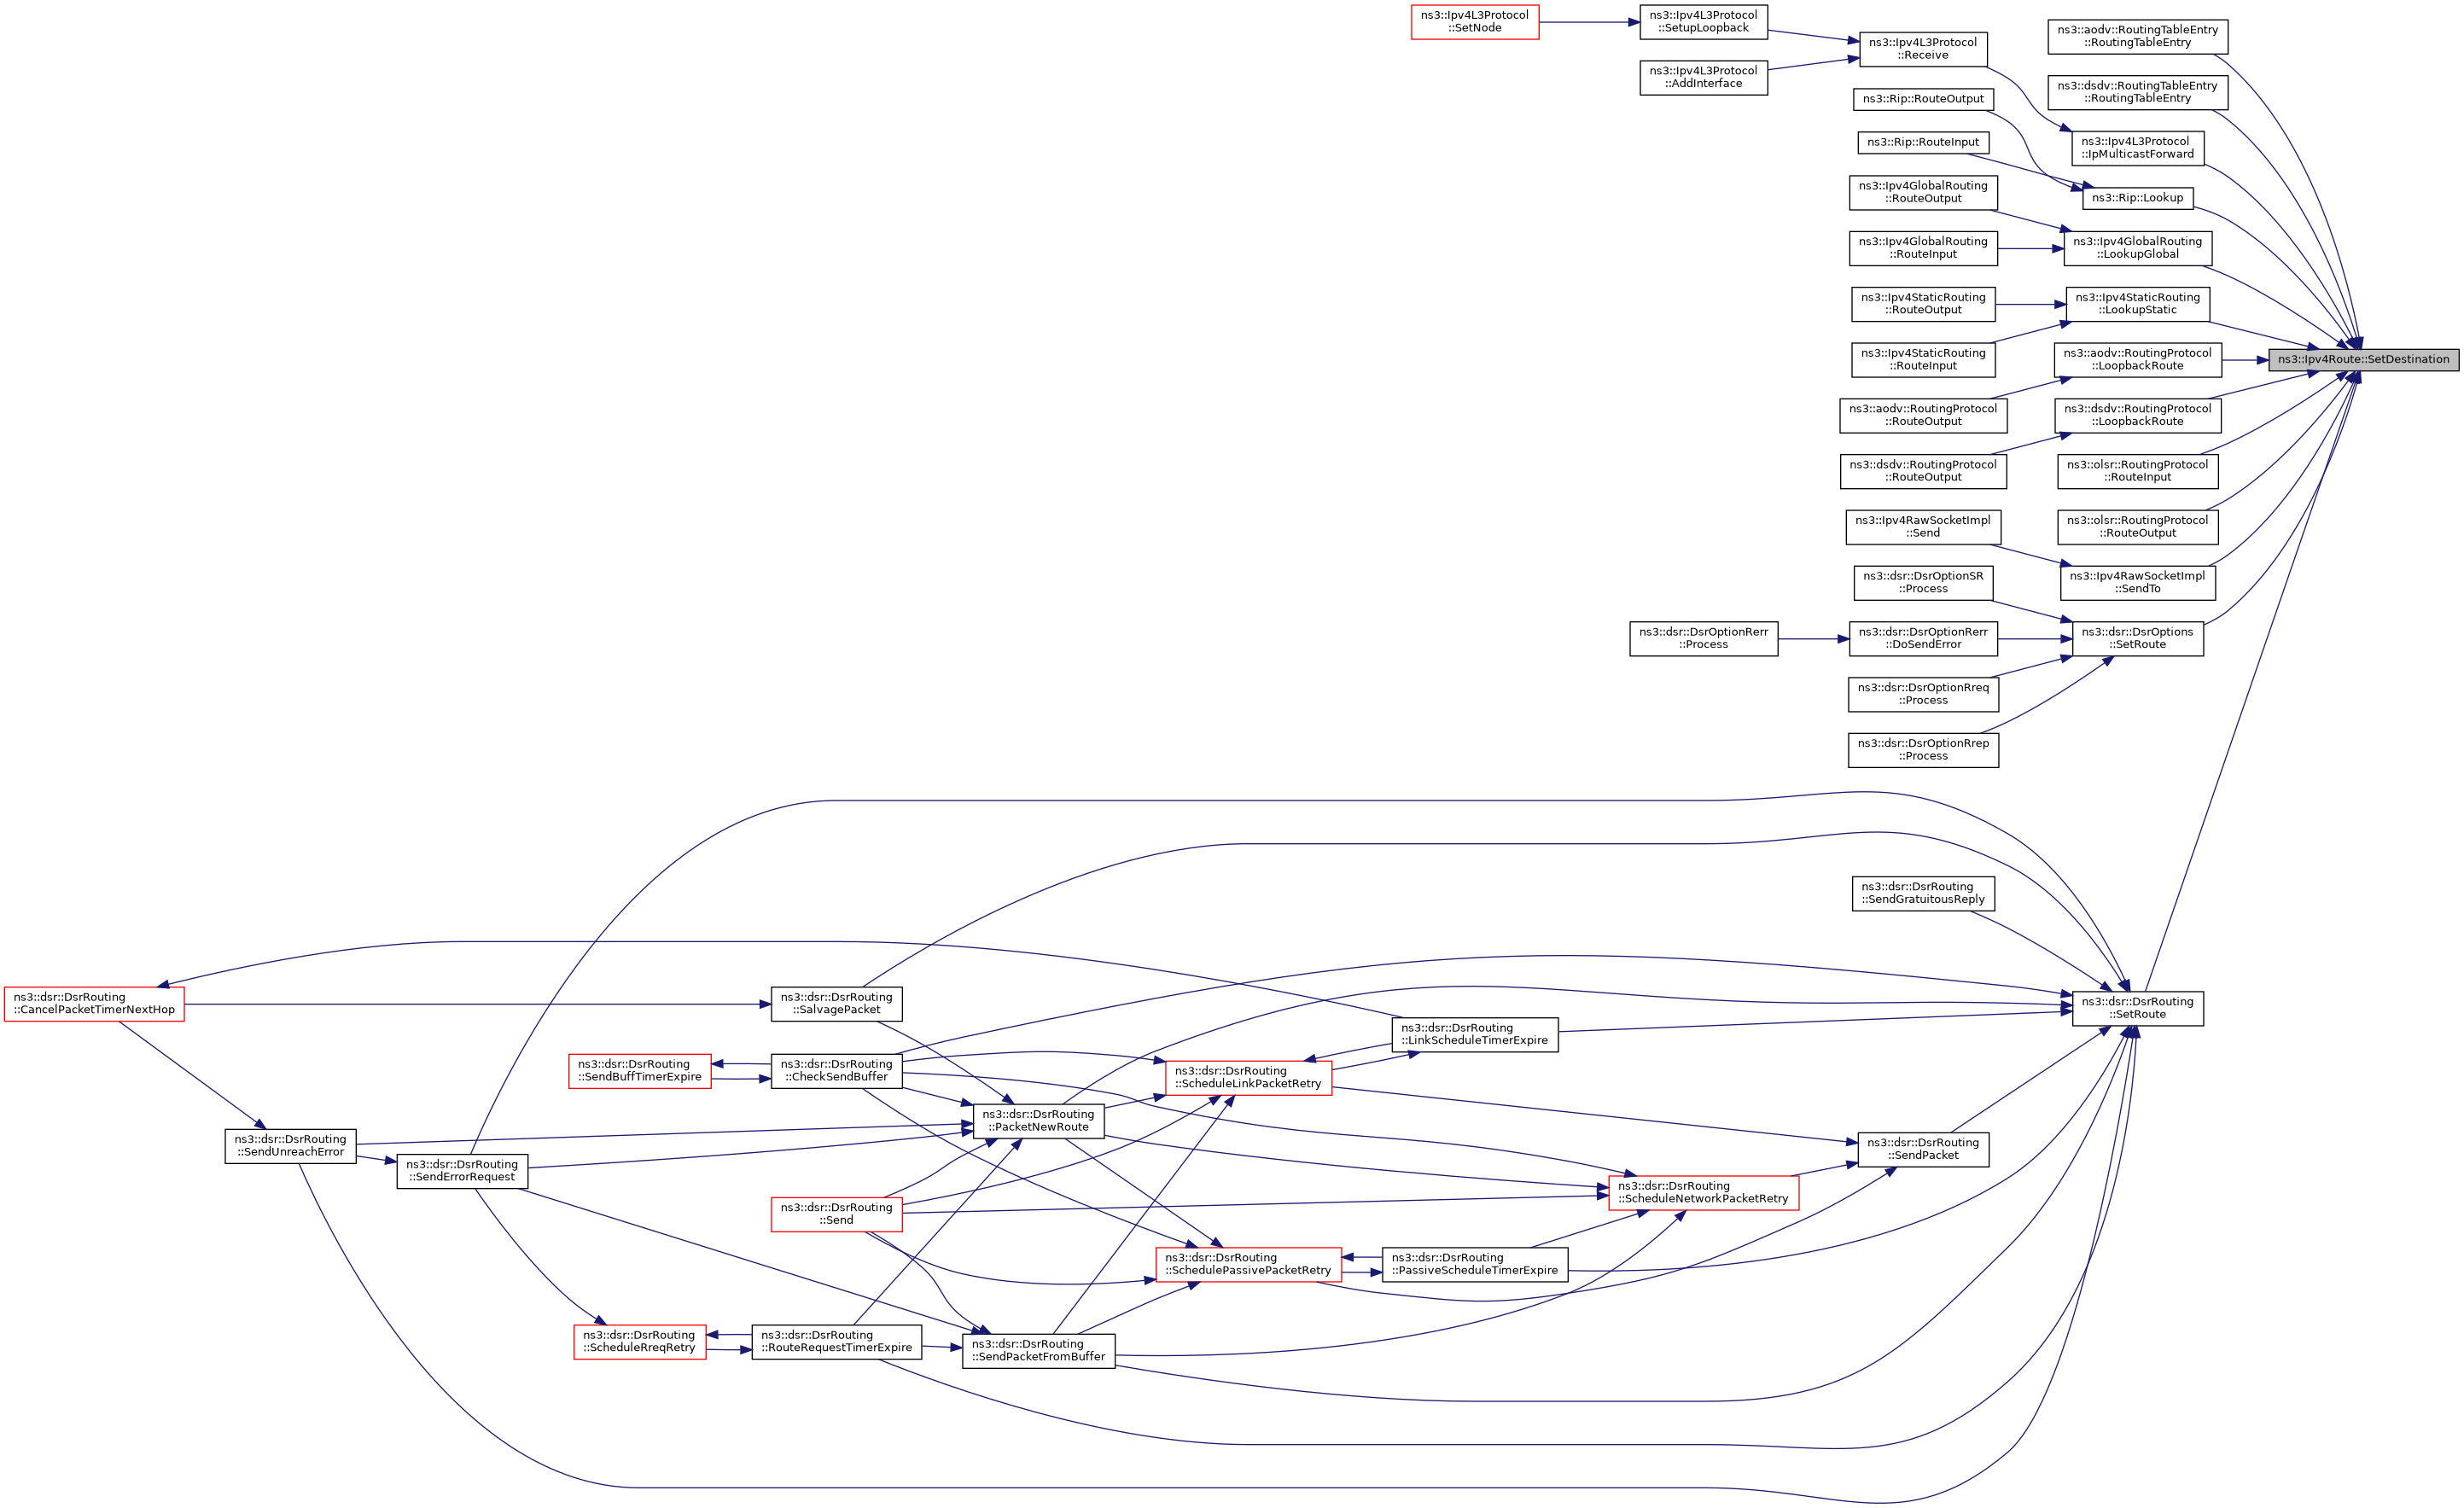 ns3::Ipv4L3Protocol
::SetNode
ns3::Ipv4L3Protocol
::SetupLoopback
ns3::Ipv4L3Protocol
::AddInterface
ns3::Ipv4L3Protocol
::Receive
ns3::aodv::RoutingTableEntry
::RoutingTableEntry
ns3::dsdv::RoutingTableEntry
::RoutingTableEntry
ns3::Rip::RouteOutput
ns3::Rip::RouteInput
ns3::Ipv4L3Protocol
::IpMulticastForward
ns3::Rip::Lookup
ns3::Ipv4GlobalRouting
::RouteOutput
ns3::Ipv4GlobalRouting
::RouteInput
ns3::Ipv4GlobalRouting
::LookupGlobal
ns3::Ipv4StaticRouting
::RouteOutput
ns3::Ipv4StaticRouting
::LookupStatic
ns3::Ipv4StaticRouting
::RouteInput
ns3::aodv::RoutingProtocol
::LoopbackRoute
ns3::Ipv4Route::SetDestination
ns3::aodv::RoutingProtocol
::RouteOutput
ns3::dsdv::RoutingProtocol
::LoopbackRoute
ns3::dsdv::RoutingProtocol
::RouteOutput
ns3::olsr::RoutingProtocol
::RouteInput
ns3::Ipv4RawSocketImpl
::Send
ns3::olsr::RoutingProtocol
::RouteOutput
ns3::dsr::DsrOptionSR
::Process
ns3::Ipv4RawSocketImpl
::SendTo
ns3::dsr::DsrOptionRerr
::Process
ns3::dsr::DsrOptionRerr
::DoSendError
ns3::dsr::DsrOptions
::SetRoute
ns3::dsr::DsrOptionRreq
::Process
ns3::dsr::DsrOptionRrep
::Process
ns3::dsr::DsrRouting
::SendGratuitousReply
ns3::dsr::DsrRouting
::CancelPacketTimerNextHop
ns3::dsr::DsrRouting
::SalvagePacket
ns3::dsr::DsrRouting
::SetRoute
ns3::dsr::DsrRouting
::LinkScheduleTimerExpire
ns3::dsr::DsrRouting
::SendBuffTimerExpire
ns3::dsr::DsrRouting
::CheckSendBuffer
ns3::dsr::DsrRouting
::ScheduleLinkPacketRetry
ns3::dsr::DsrRouting
::PacketNewRoute
ns3::dsr::DsrRouting
::SendUnreachError
ns3::dsr::DsrRouting
::SendPacket
ns3::dsr::DsrRouting
::SendErrorRequest
ns3::dsr::DsrRouting
::ScheduleNetworkPacketRetry
ns3::dsr::DsrRouting
::Send
ns3::dsr::DsrRouting
::SchedulePassivePacketRetry
ns3::dsr::DsrRouting
::PassiveScheduleTimerExpire
ns3::dsr::DsrRouting
::ScheduleRreqRetry
ns3::dsr::DsrRouting
::RouteRequestTimerExpire
ns3::dsr::DsrRouting
::SendPacketFromBuffer